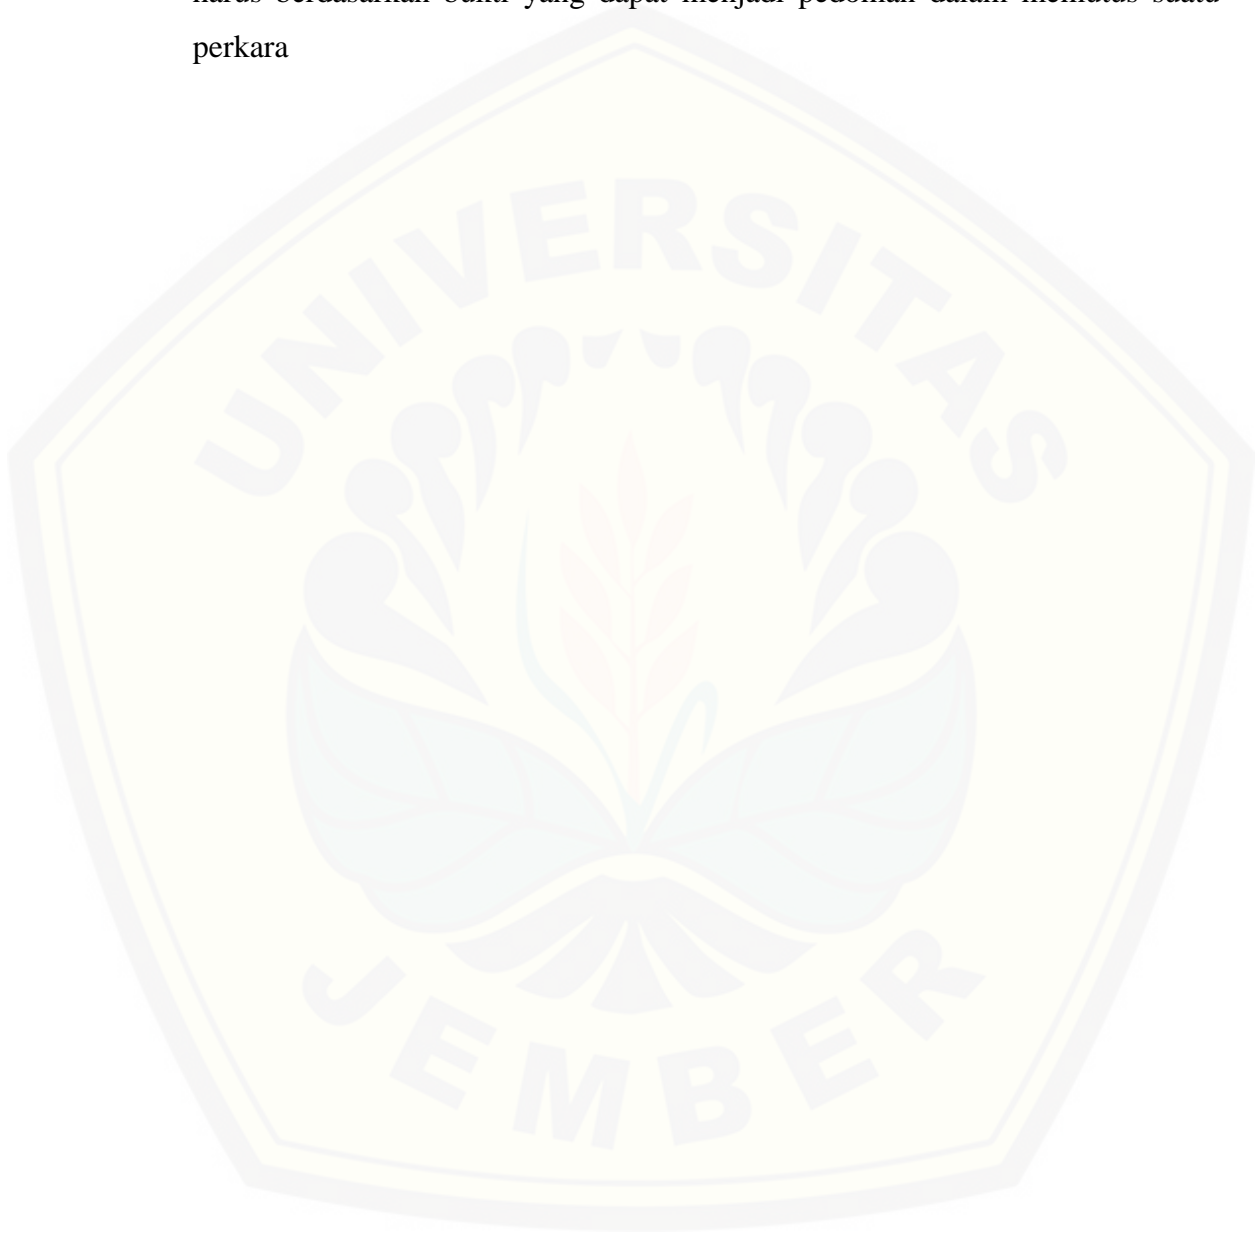 harus berdasarkan bukti yang dapat menjadi pedoman dalam memutus suatu
perkara
UNIVERSITAS
JEMBER